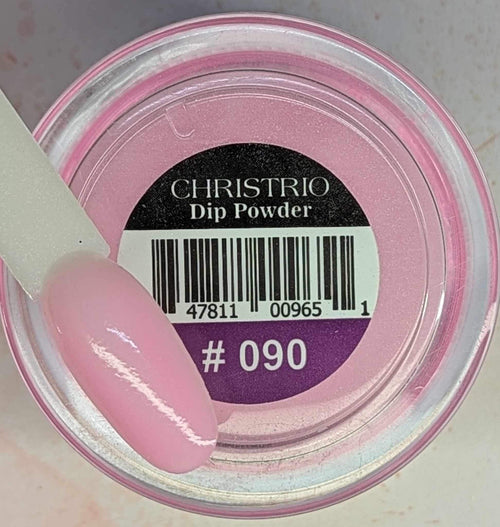 CHRISTRIO
Dip Powder
47811 00965 1
# 090